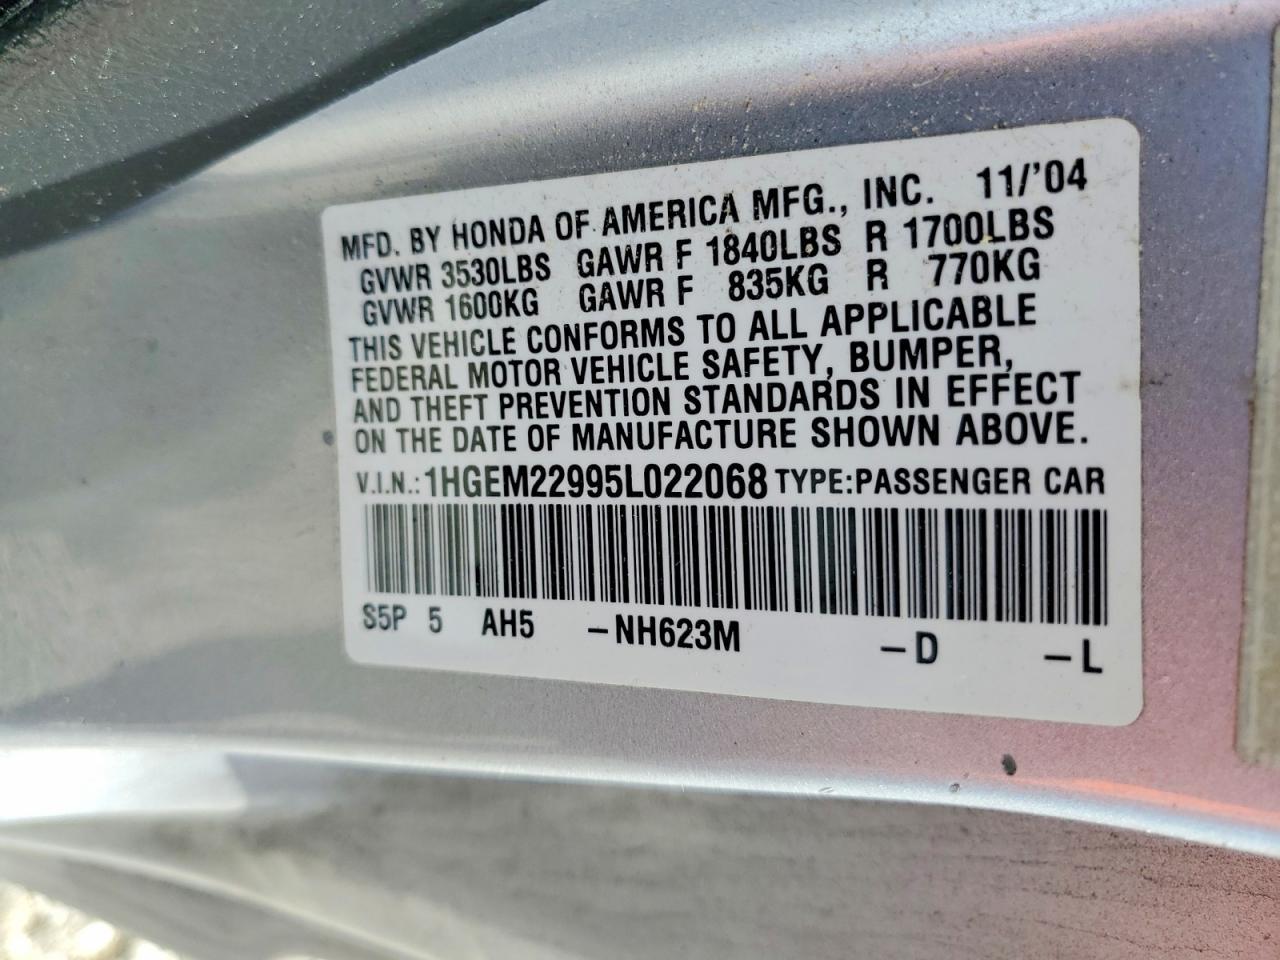 MFD. BY HONDA OF AMERICA MFG., INC. 11/'04
GVWR 3530LBS GAWR F 1840LBS R 1700LBS
GVWR 1600KG GAWR F 835KG R 770KG
THIS VEHICLE CONFORMS TO ALL APPLICABLE
FEDERAL MOTOR VEHICLE SAFETY, BUMPER,
AND THEFT PREVENTION STANDARDS IN EFFECT
ON THE DATE OF MANUFACTURE SHOWN ABOVE.
V.I.N.: 1HGEM22995L022068 TYPE:PASSENGER CAR
S5P 5 AH5 -NH623M -D -L